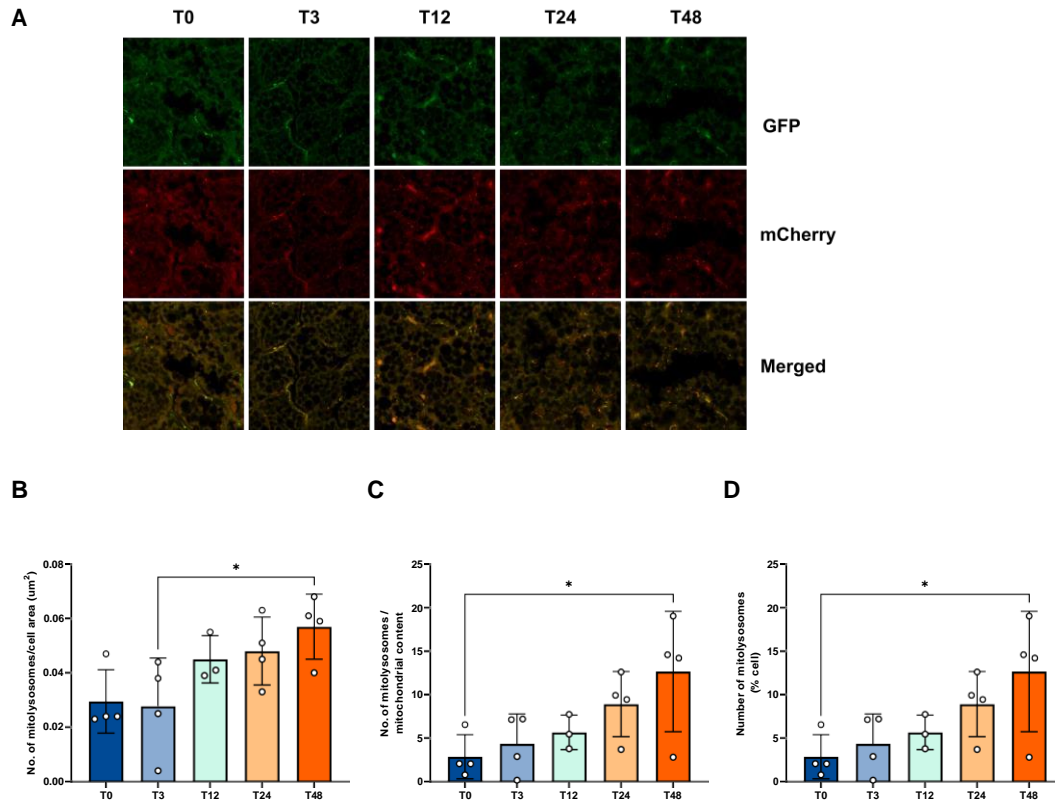 A
T0 T3 T12 T24 T48
GFP
mCherry
Merged
B
No. of mitolysosomes/cell area (um²)
0.08
0.06
0.04
0.02
0.00
*
T0 T3 T12 T24 T48
C
No. of mitolysosomes /
mitochondrial content
25
20
15
10
5
0
*
T0 T3 T12 T24 T48
D
Number of mitolysosomes
(% cell)
25
20
15
10
5
0
*
T0 T3 T12 T24 T48